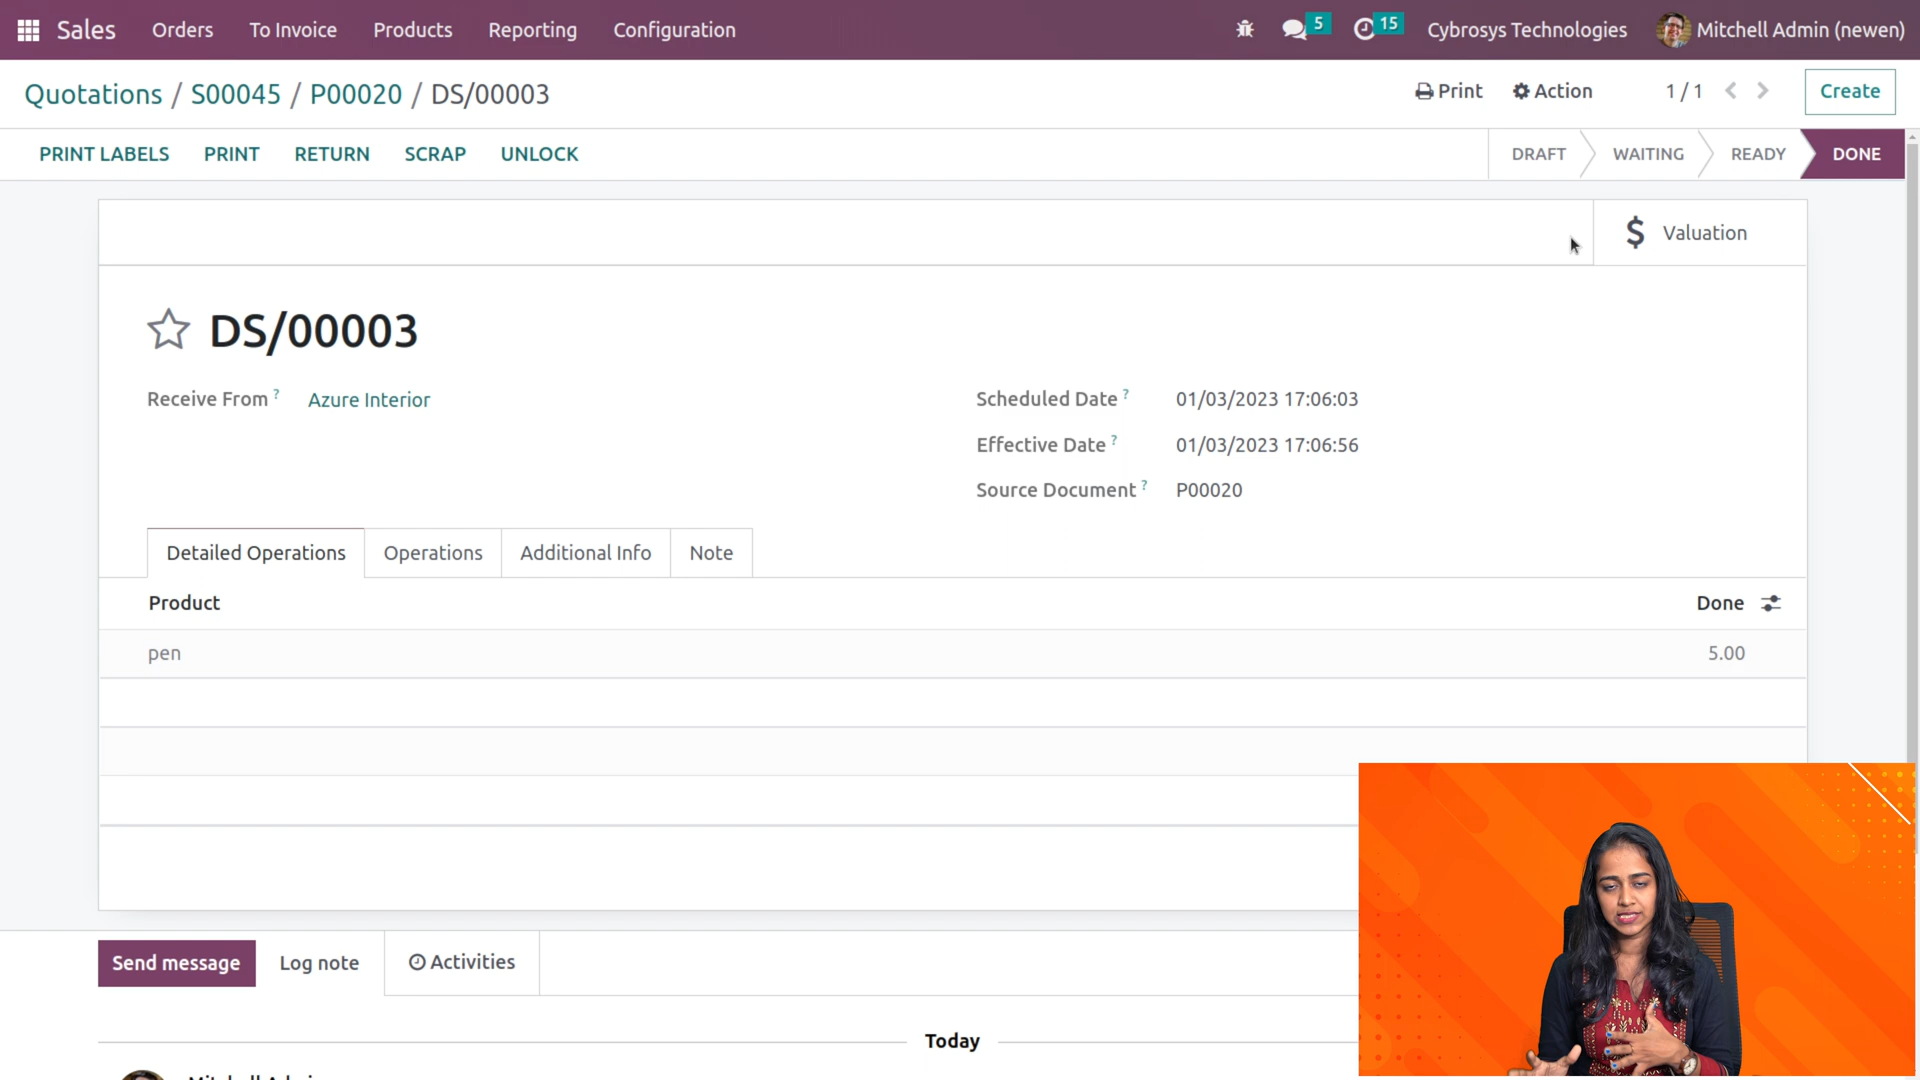 Sales Orders To Invoice Products Reporting Configuration 5 15 Cybrosys Technologies Mitchell Admin (newen)
Quotations / S00045 / P00020 / DS/00003 Print Action 1 / 1 Create
PRINT LABELS PRINT RETURN SCRAP UNLOCK DRAFT WAITING READY DONE
$ Valuation
DS/00003
Receive From ? Azure Interior
Scheduled Date ? 01/03/2023 17:06:03
Effective Date ? 01/03/2023 17:06:56
Source Document ? P00020
Detailed Operations Operations Additional Info Note
Product Done
pen 5.00
Send message Log note Activities
Today
Mitchell Admin